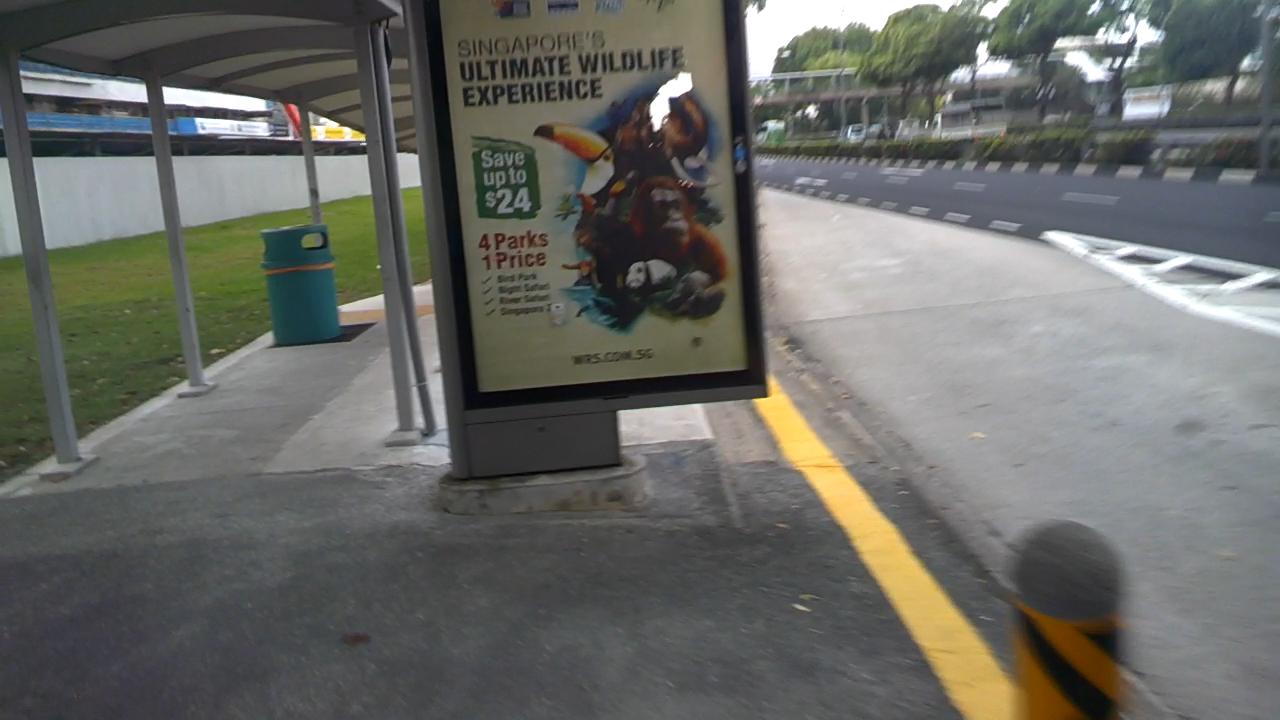 SINGAPORE'S
ULTIMATE WILDLIFE
EXPERIENCE
Save
up to
$24
4 Parks
1 Price
Bird Park
Night Safari
River Safari
Singapore
WRS.COM.SG